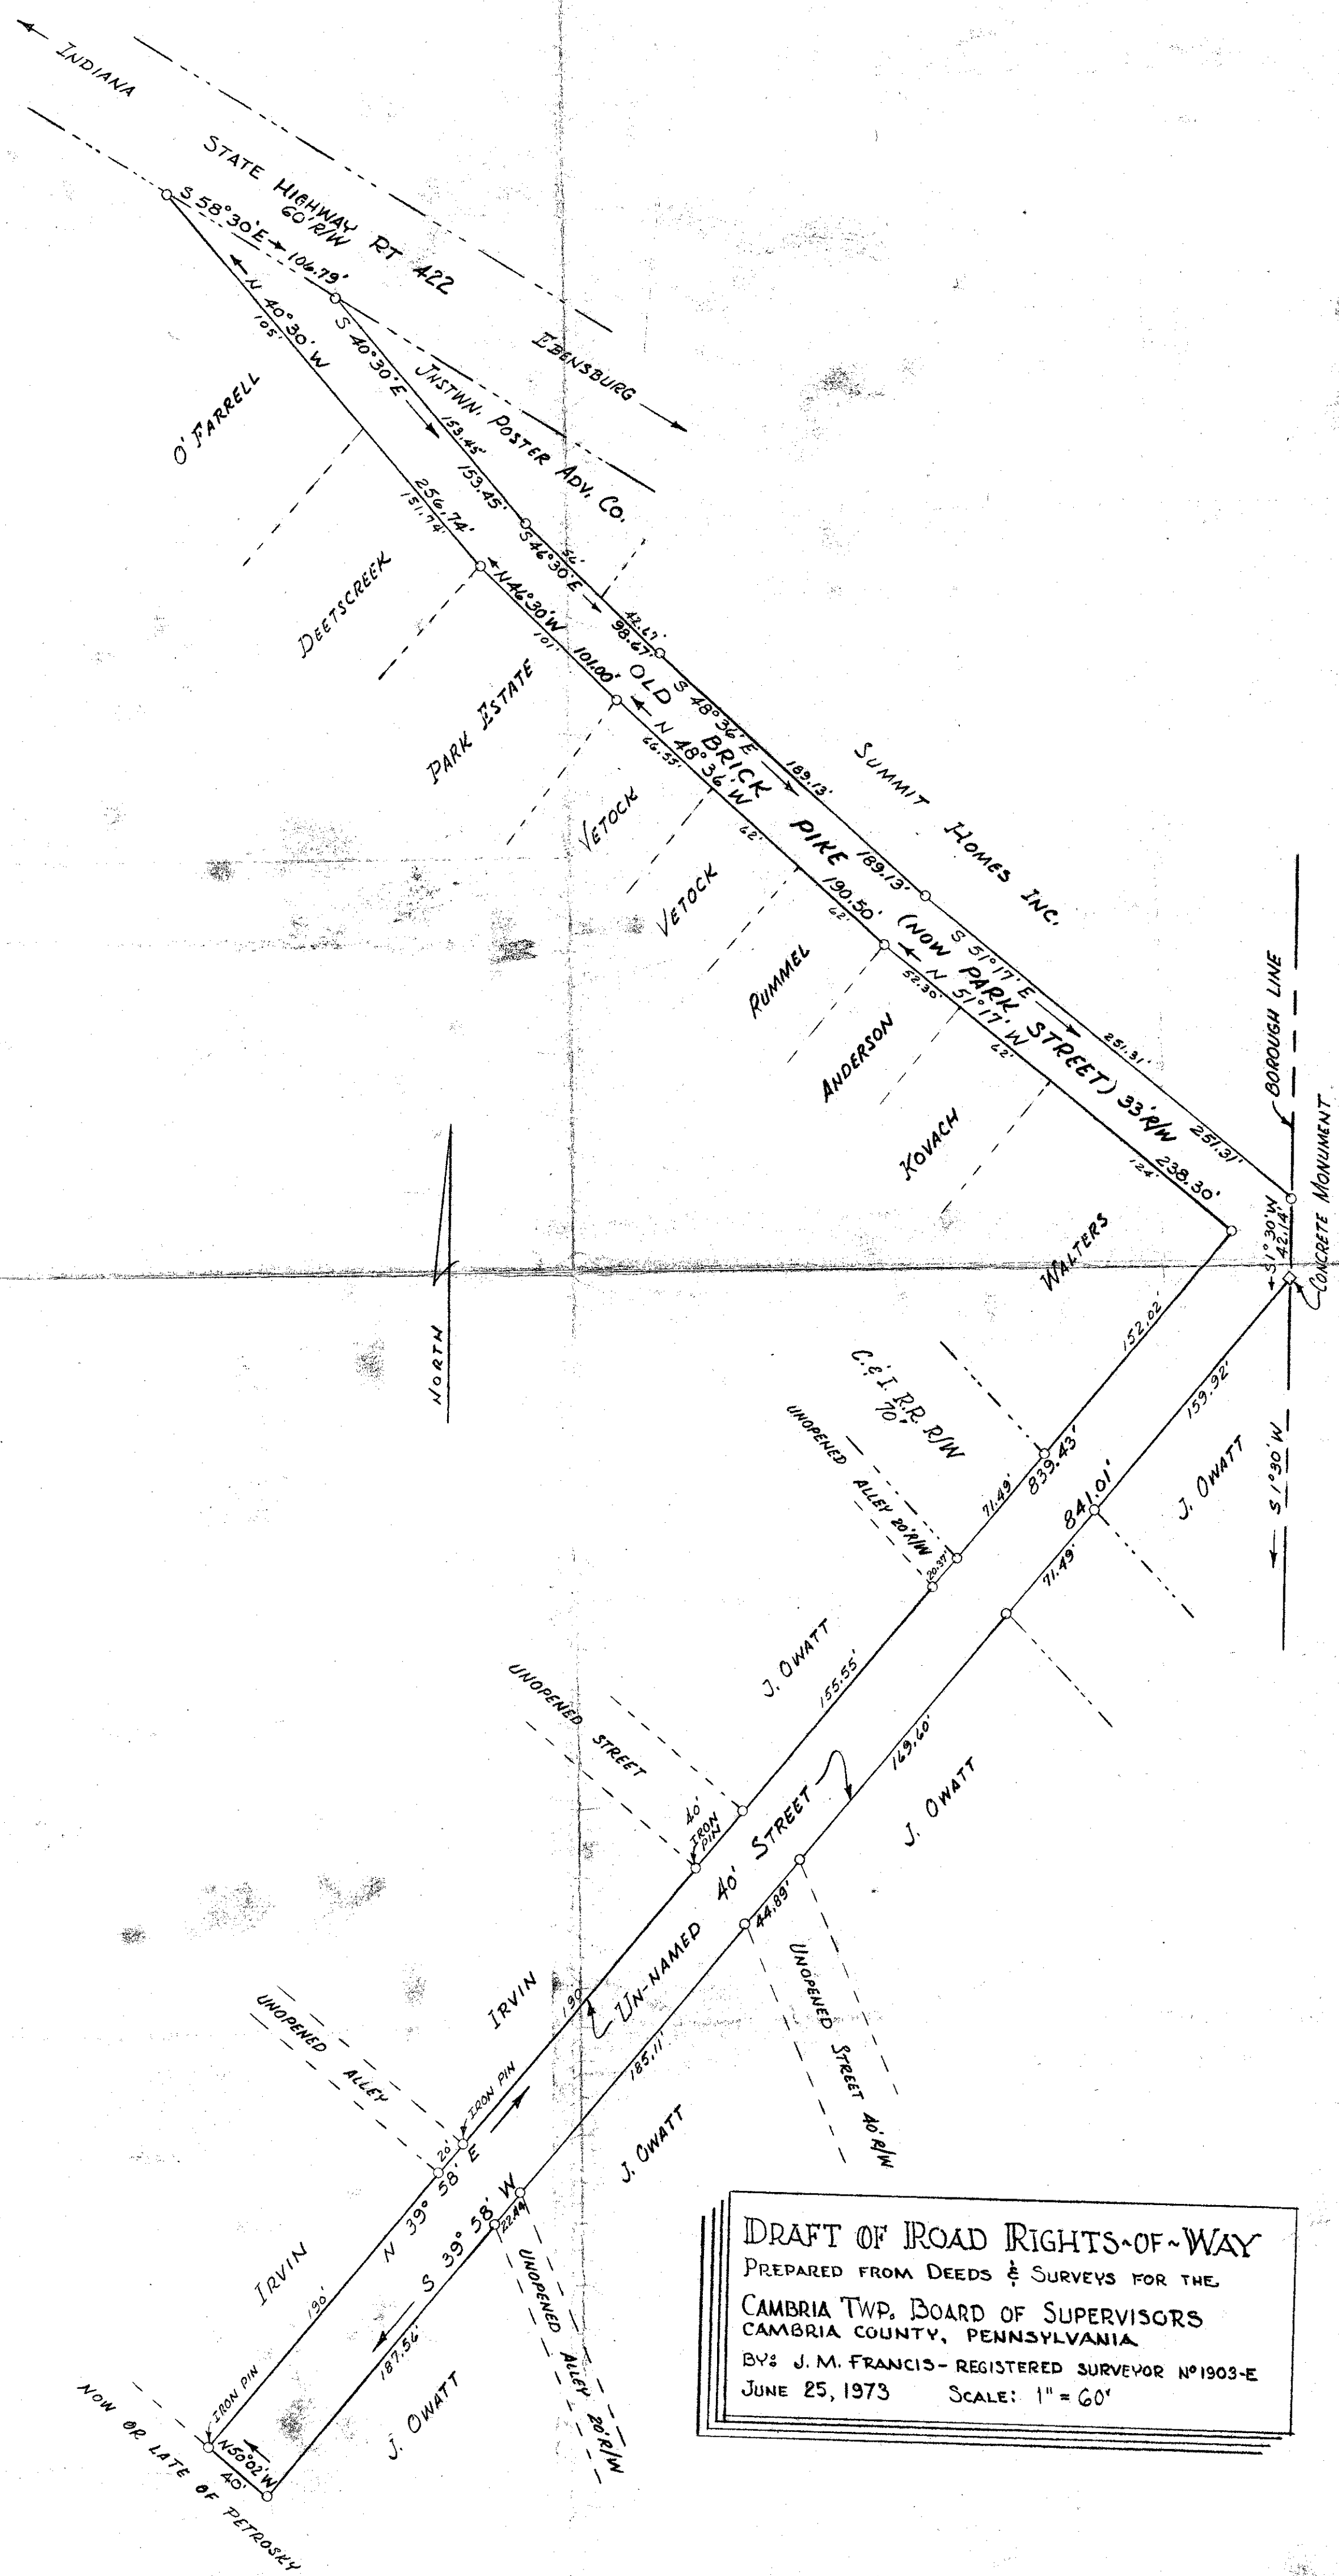 INDIANA
STATE HIGHWAY RT 422
60' R/W
EBENSBURG
S 58°30'E 106.79'
N 40°30' W
105'
S 40°30'E
153.45'
153.45'
JNSTWN. POSTER ADV. CO.
O'FARRELL
256.74'
151.74'
S 46°30'E
56'
DEETSCREEK
N 46°30'W
101'
101.00'
42.67'
98.67'
PARK ESTATE
OLD BRICK PIKE (NOW PARK STREET) 33' R/W
S 48°36' E
189.13'
189.13'
N 48°36' W
66.53'
SUMMIT HOMES INC.
VETOCK
62'
VETOCK
190.50'
62'
RUMMEL
S 51°17' E
251.31'
251.31'
N 51°17' W
52.30'
62'
ANDERSON
KOVACH
124'
238.30'
BOROUGH LINE
WALTERS
S 1°30'W
42.14'
CONCRETE MONUMENT
NORTH
152.02'
159.92'
C. & I. R.R. R/W
70'
UNOPENED
ALLEY 20' R/W
71.49'
839.43'
841.01'
J. OWATT
S 1°30' W
20.37'
71.49'
J. OWATT
155.55'
UNOPENED
STREET
169.60'
J. OWATT
40'
IRON
PIN
UN-NAMED 40' STREET
44.89'
UNOPENED STREET 40' R/W
IRVIN
190'
185.11'
UNOPENED
ALLEY
IRON PIN
20'
J. OWATT
N 39° 58' E
S 39° 58' W
22.44'
UNOPENED ALLEY 20' R/W
IRVIN
190'
187.56'
J. OWATT
IRON PIN
N 50°02'W
40'
NOW OR LATE OF PETROSKY
DRAFT OF ROAD RIGHTS~OF~WAY
PREPARED FROM DEEDS & SURVEYS FOR THE
CAMBRIA TWP. BOARD OF SUPERVISORS
CAMBRIA COUNTY, PENNSYLVANIA
BY: J. M. FRANCIS - REGISTERED SURVEYOR Nº 1903-E
JUNE 25, 1973 SCALE: 1" = 60'